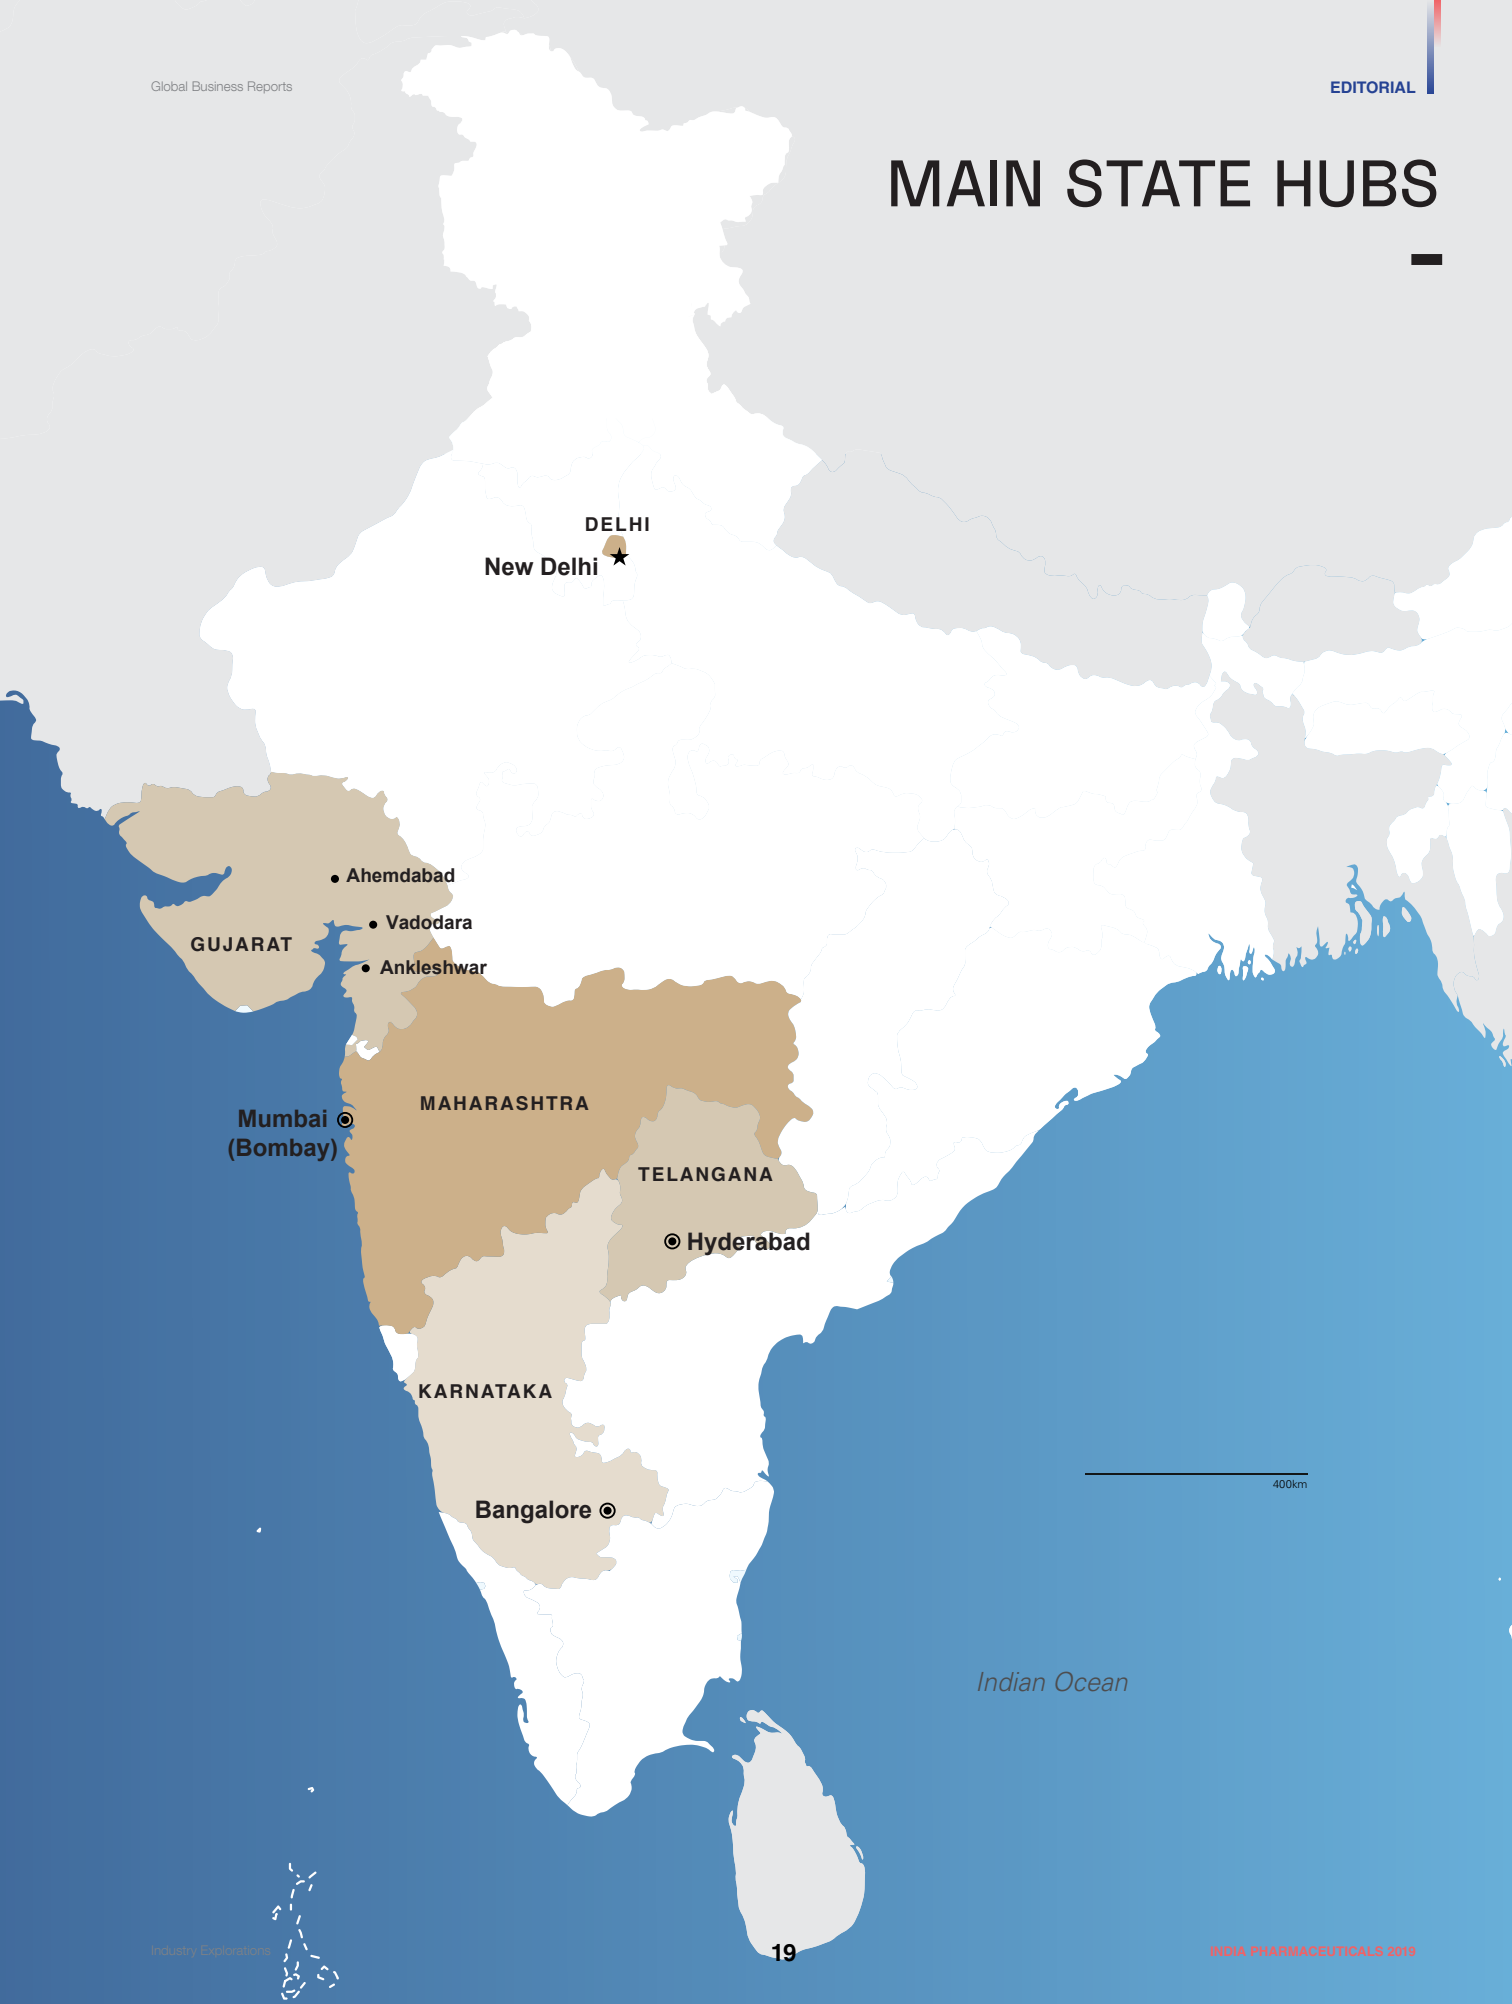 Global Business Reports
EDITORIAL
MAIN STATE HUBS
DELHI
New Delhi
Ahemdabad
Vadodara
GUJARAT
Ankleshwar
MAHARASHTRA
Mumbai
(Bombay)
TELANGANA
Hyderabad
KARNATAKA
400km
Bangalore
Indian Ocean
Industry Explorations
19
INDIA PHARMACEUTICALS 2019